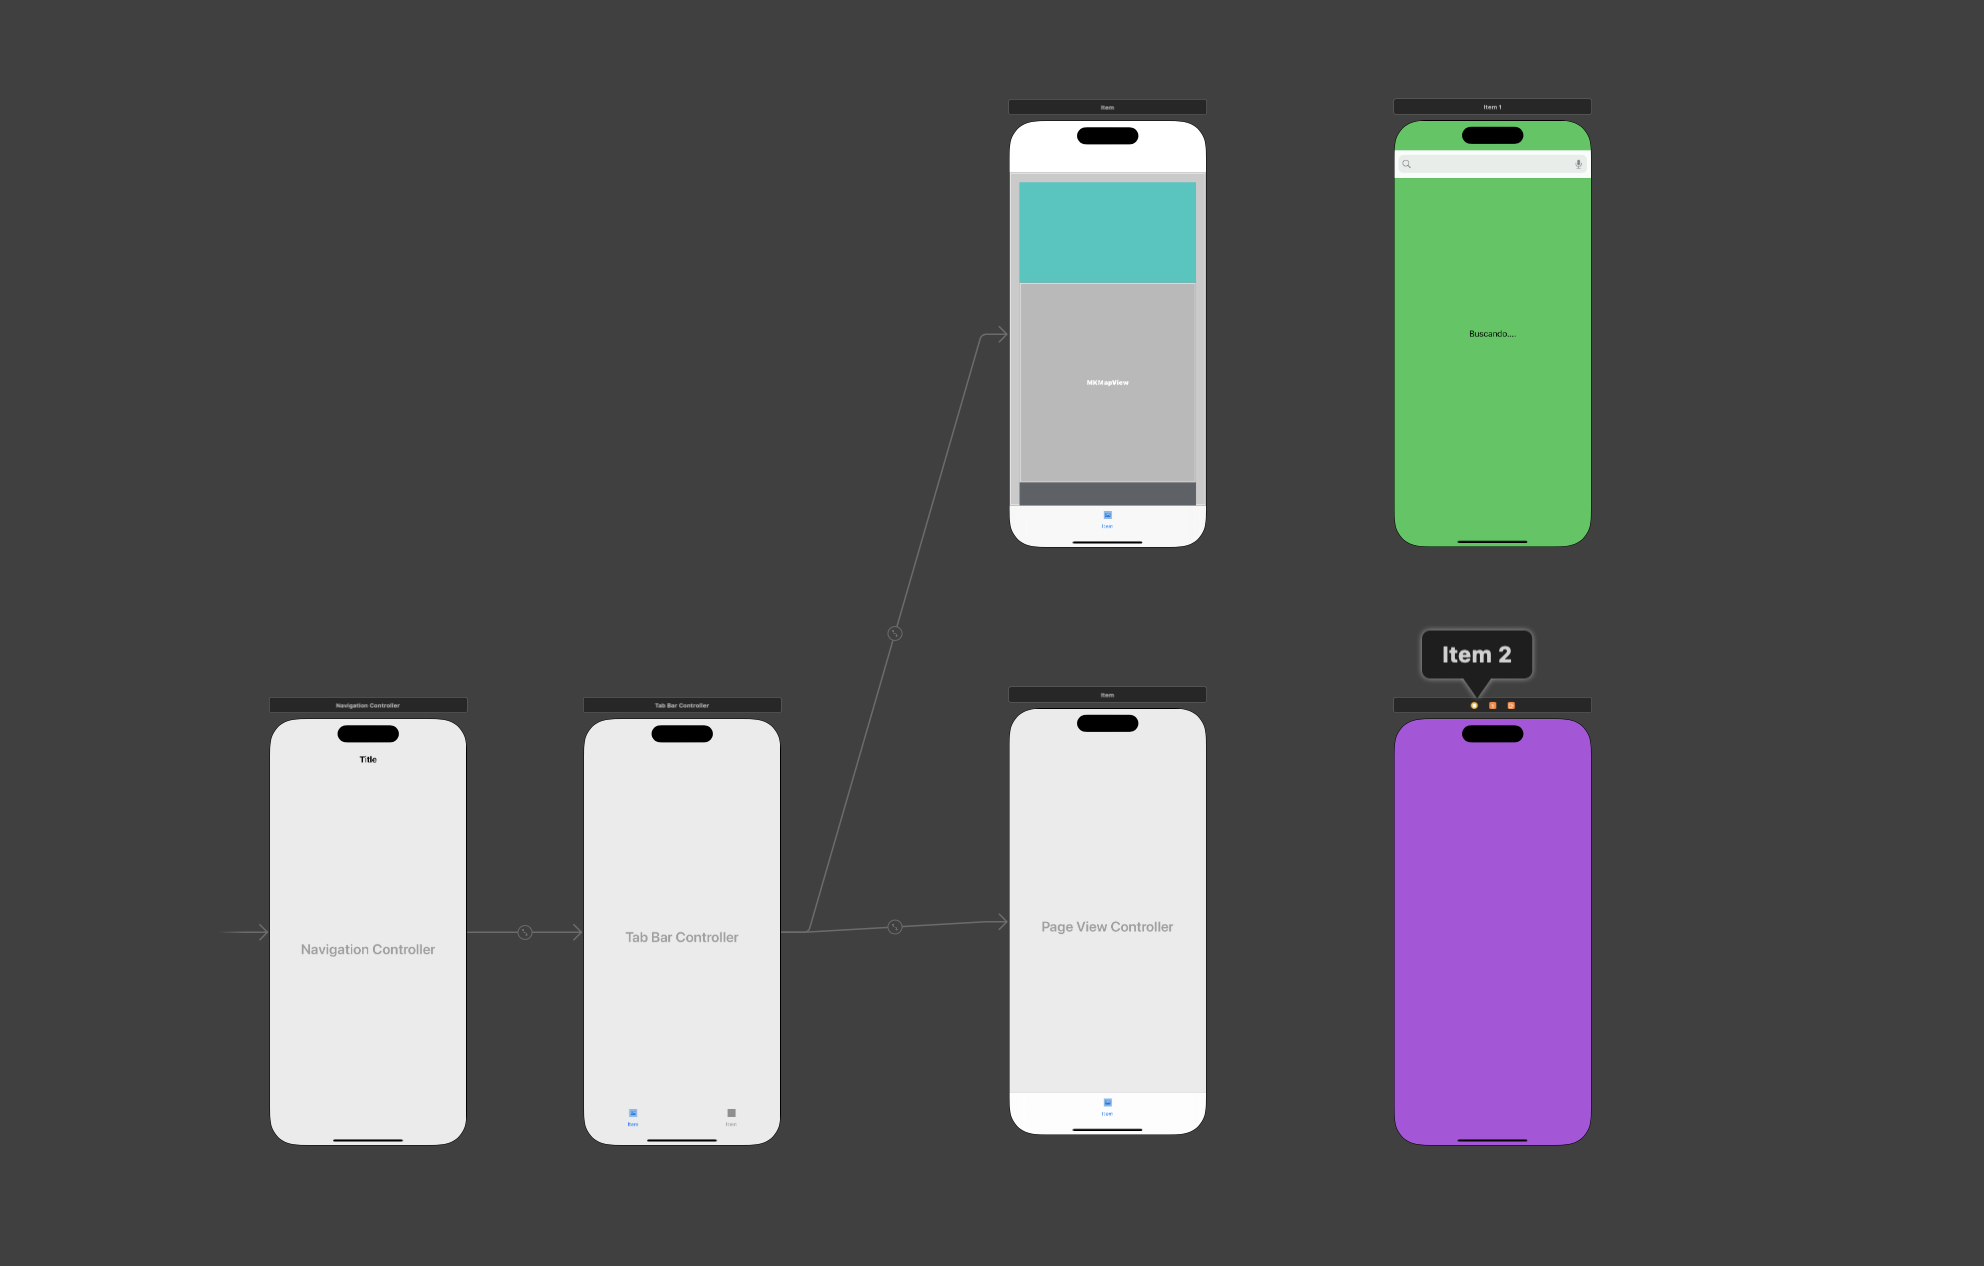 Item
Item 1
MKMapView
Buscando....
Item
Item 2
Navigation Controller
Tab Bar Controller
Item
Title
Navigation Controller
Tab Bar Controller
Page View Controller
Item
Item
Item